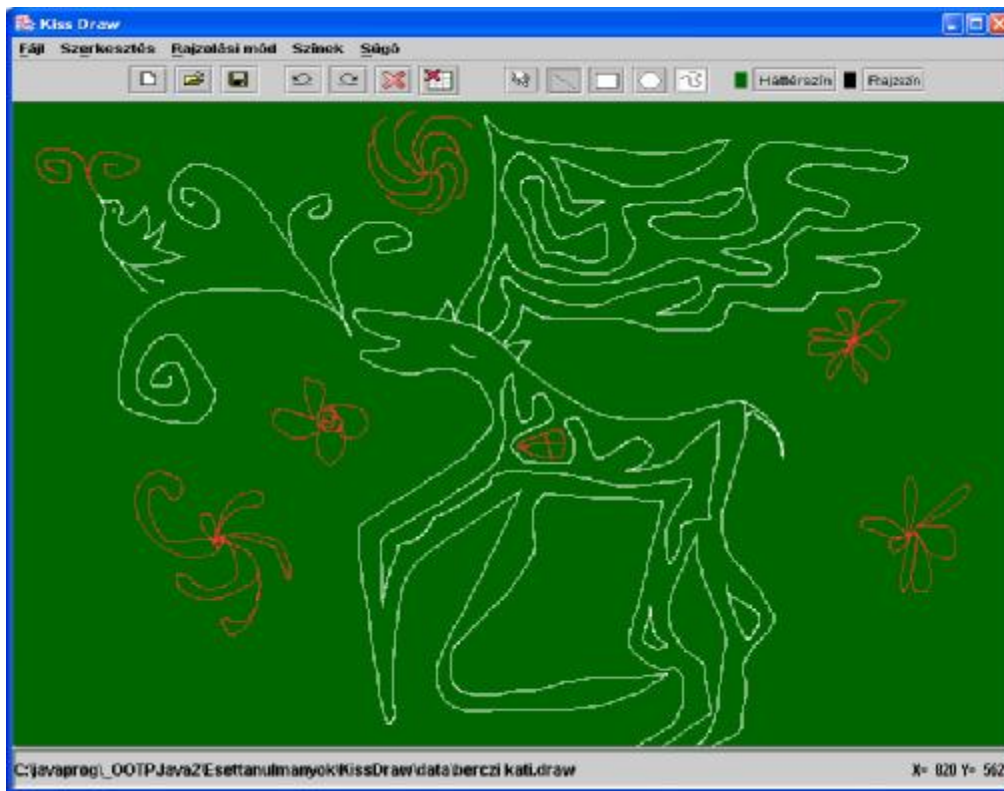 Kiss Draw
Fájl Szerkesztés Rajzolási mód Színek Súgó
Háttérszín Rajzszín
C:\javaprog\_OOTPJava2\Esettanulmanyok\KissDraw\data\berczi kati.draw X= 820 Y= 562